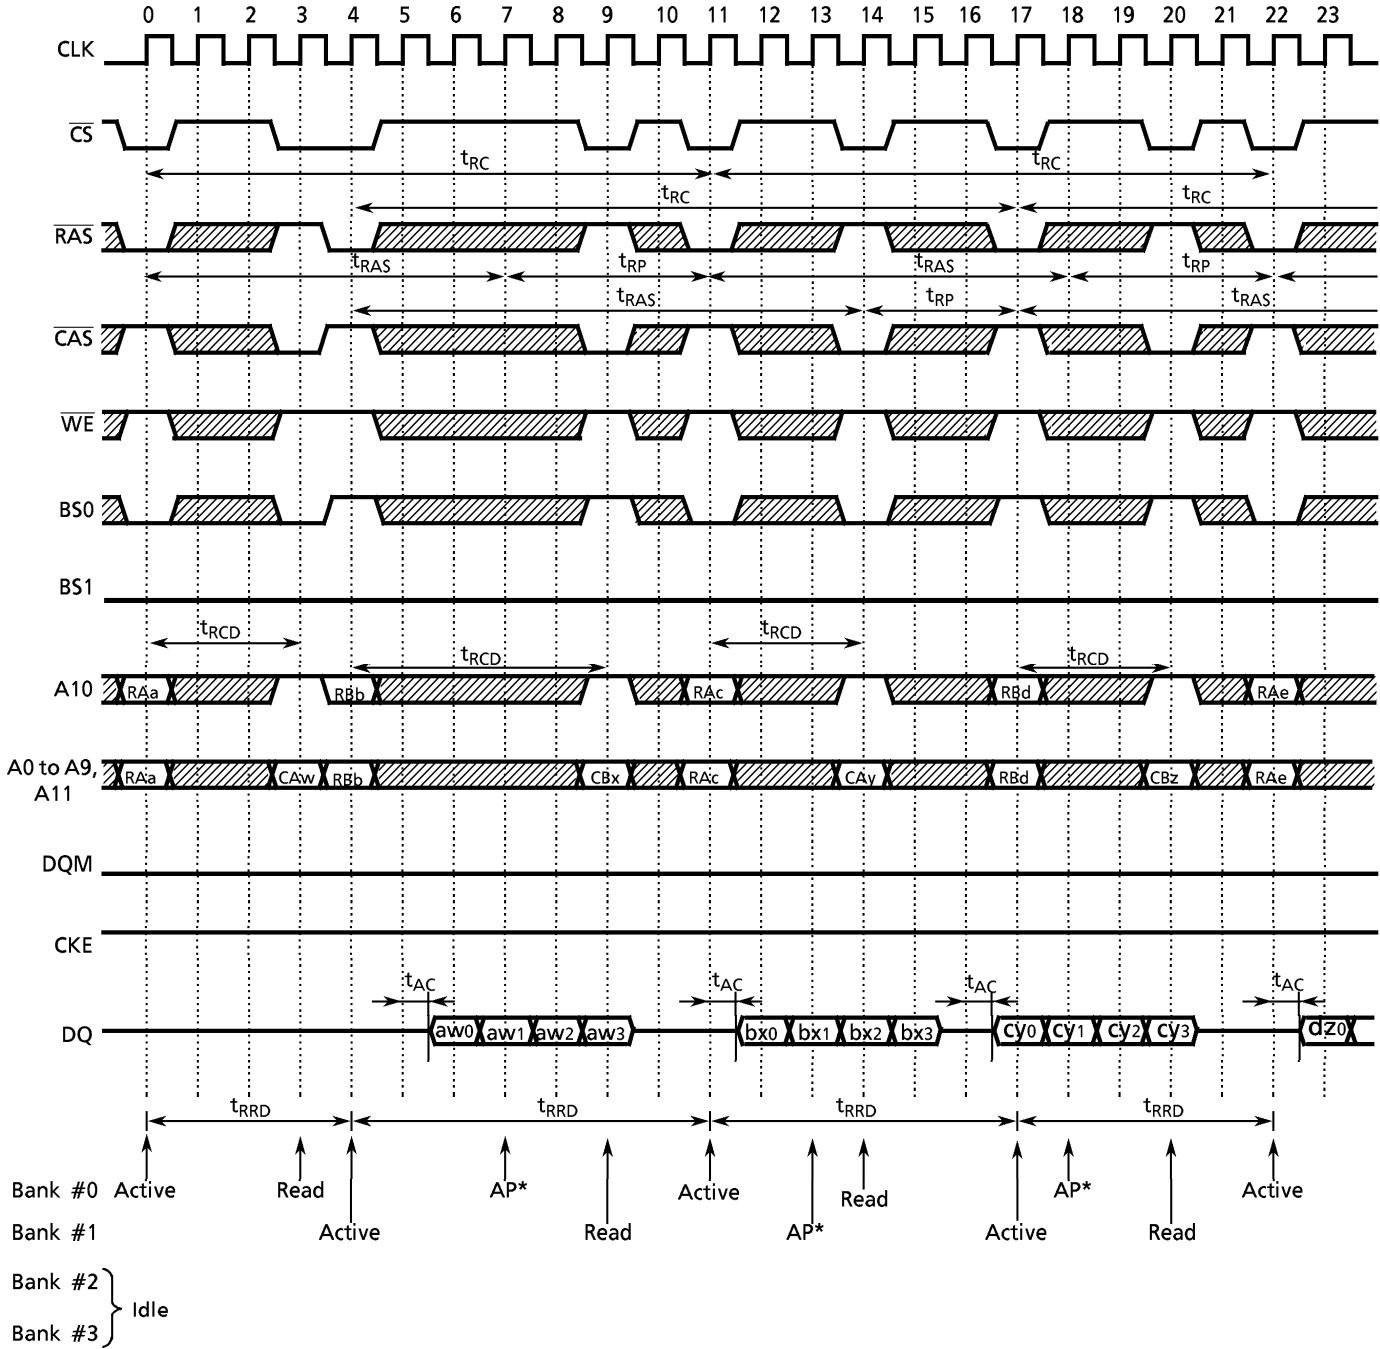 0 1 2 3 4 5 6 7 8 9 10 11 12 13 14 15 16 17 18 19 20 21 22 23
CLK
CS
tRC tRC
tRC tRC
RAS
tRAS tRP tRAS tRP
tRAS tRP tRAS
CAS
WE
BS0
BS1
tRCD tRCD
tRCD tRCD
A10 RAa RBb RAc RBd RAe
A0 to A9,
A11
RAa CAw RBb CBx RAc CAy RBd CBz RAe
DQM
CKE
tAC tAC tAC tAC
DQ aw0 aw1 aw2 aw3 bx0 bx1 bx2 bx3 cy0 cy1 cy2 cy3 dz0
tRRD tRRD tRRD tRRD
Bank #0 Active Read AP* Active Read AP* Active
Bank #1 Active Read AP* Active Read
Bank #2
Idle
Bank #3